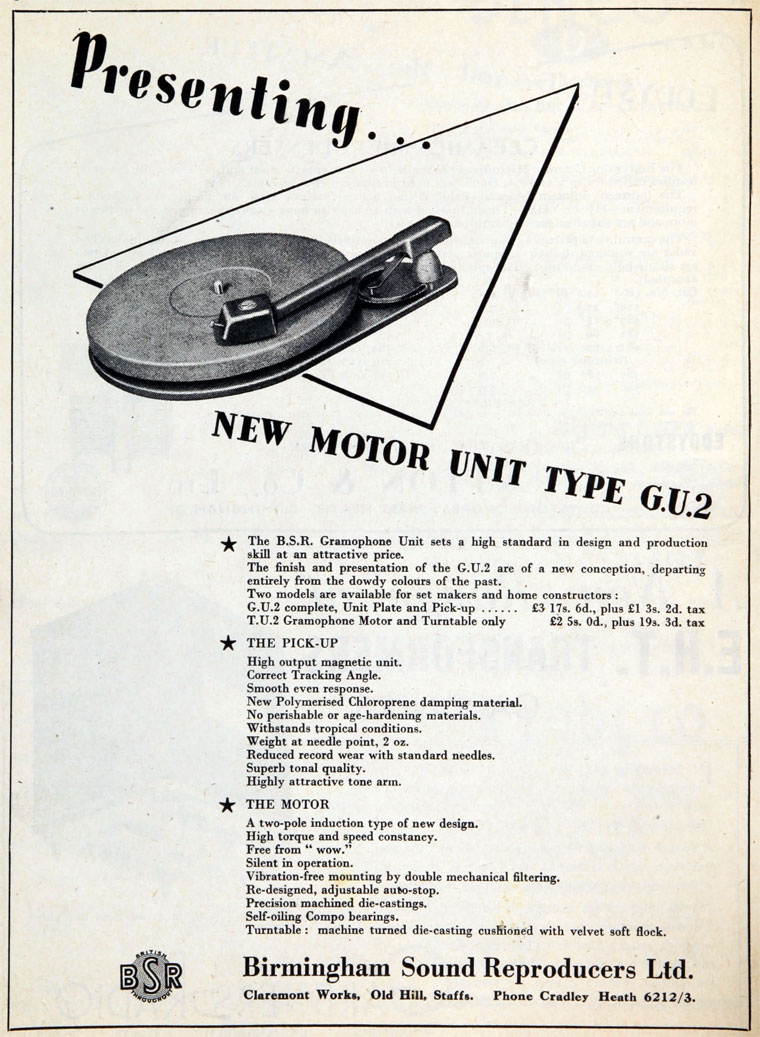 Presenting...
NEW MOTOR UNIT TYPE G.U.2
★ The B.S.R. Gramophone Unit sets a high standard in design and production
skill at an attractive price.
The finish and presentation of the G.U.2 are of a new conception, departing
entirely from the dowdy colours of the past.
Two models are available for set makers and home constructors :
G.U.2 complete, Unit Plate and Pick-up ...... £3 17s. 6d., plus £1 3s. 2d. tax
T.U.2 Gramophone Motor and Turntable only £2 5s. 0d., plus 19s. 3d. tax
★ THE PICK-UP
High output magnetic unit.
Correct Tracking Angle.
Smooth even response.
New Polymerised Chloroprene damping material.
No perishable or age-hardening materials.
Withstands tropical conditions.
Weight at needle point, 2 oz.
Reduced record wear with standard needles.
Superb tonal quality.
Highly attractive tone arm.
★ THE MOTOR
A two-pole induction type of new design.
High torque and speed constancy.
Free from " wow."
Silent in operation.
Vibration-free mounting by double mechanical filtering.
Re-designed, adjustable auto-stop.
Precision machined die-castings.
Self-oiling Compo bearings.
Turntable : machine turned die-casting cushioned with velvet soft flock.
BRITISH
BSR
THROUGHOUT
Birmingham Sound Reproducers Ltd.
Claremont Works, Old Hill, Staffs. Phone Cradley Heath 6212/3.